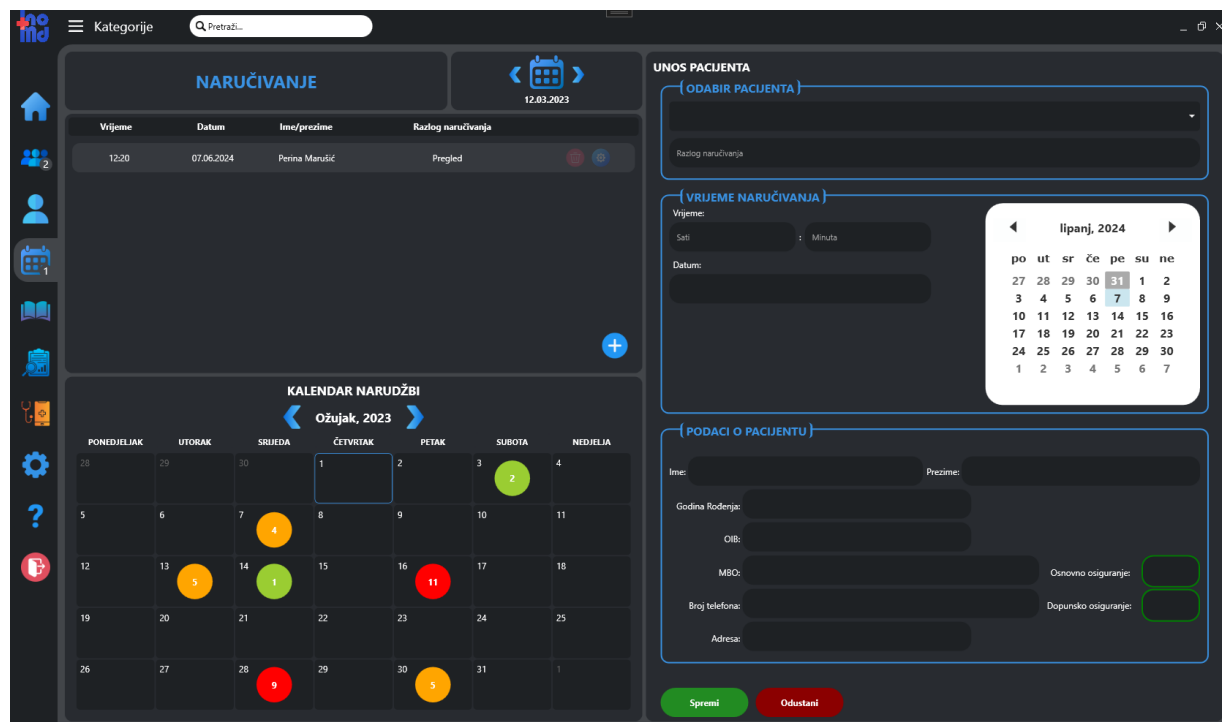 ino
md
Kategorije
Pretraži...
NARUČIVANJE
12.03.2023
Vrijeme Datum Ime/prezime Razlog naručivanja
12:20 07.06.2024 Perina Marušić Pregled
2
1
KALENDAR NARUDŽBI
Ožujak, 2023
PONEDJELJAK UTORAK SRIJEDA ČETVRTAK PETAK SUBOTA NEDJELJA
28 29 30 1 2 3 2 4
5 6 7 4 8 9 10 11
12 13 5 14 1 15 16 11 17 18
19 20 21 22 23 24 25
26 27 28 9 29 30 5 31 1
UNOS PACIJENTA
ODABIR PACIJENTA
Razlog naručivanja
VRIJEME NARUČIVANJA
Vrijeme:
Sati : Minuta
Datum:
lipanj, 2024
po ut sr če pe su ne
27 28 29 30 31 1 2
3 4 5 6 7 8 9
10 11 12 13 14 15 16
17 18 19 20 21 22 23
24 25 26 27 28 29 30
1 2 3 4 5 6 7
PODACI O PACIJENTU
Ime: Prezime:
Godina Rođenja:
OIB:
MBO: Osnovno osiguranje:
Broj telefona: Dopunsko osiguranje:
Adresa:
Spremi Odustani